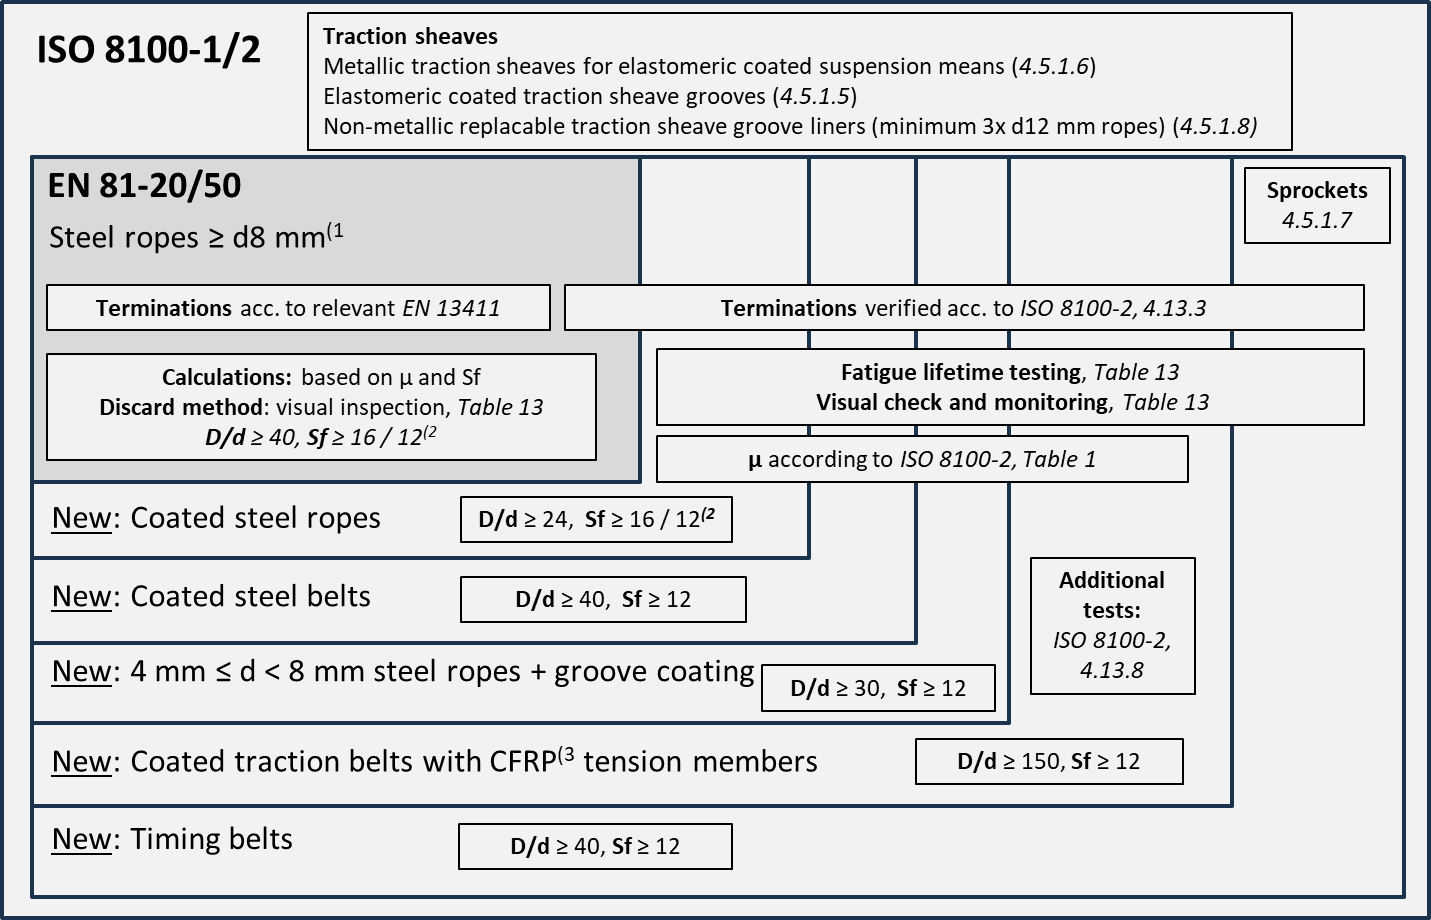 ISO 8100-1/2
Traction sheaves
Metallic traction sheaves for elastomeric coated suspension means (4.5.1.6)
Elastomeric coated traction sheave grooves (4.5.1.5)
Non-metallic replacable traction sheave groove liners (minimum 3x d12 mm ropes) (4.5.1.8)
EN 81-20/50
Steel ropes ≥ d8 mm(1
Sprockets
4.5.1.7
Terminations acc. to relevant EN 13411
Terminations verified acc. to ISO 8100-2, 4.13.3
Calculations: based on µ and Sf
Discard method: visual inspection, Table 13
D/d ≥ 40, Sf ≥ 16 / 12(2
Fatigue lifetime testing, Table 13
Visual check and monitoring, Table 13
µ according to ISO 8100-2, Table 1
New: Coated steel ropes
D/d ≥ 24, Sf ≥ 16 / 12(2
New: Coated steel belts
D/d ≥ 40, Sf ≥ 12
Additional
tests:
ISO 8100-2,
4.13.8
New: 4 mm ≤ d < 8 mm steel ropes + groove coating
D/d ≥ 30, Sf ≥ 12
New: Coated traction belts with CFRP(3 tension members
D/d ≥ 150, Sf ≥ 12
New: Timing belts
D/d ≥ 40, Sf ≥ 12